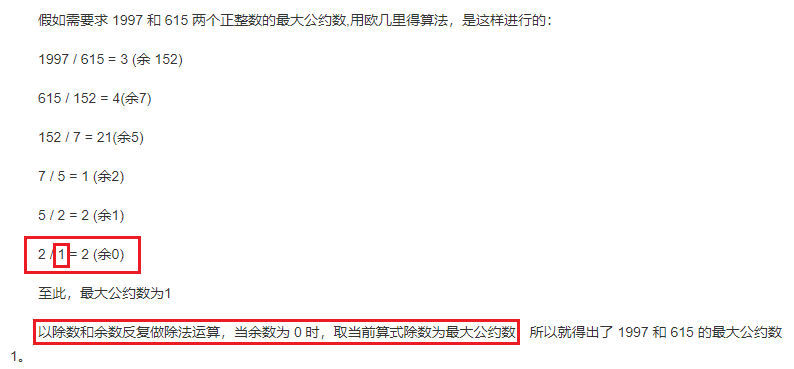 假如需要求 1997 和 615 两个正整数的最大公约数,用欧几里得算法，是这样进行的：
1997 / 615 = 3 (余 152)
615 / 152 = 4(余7)
152 / 7 = 21(余5)
7 / 5 = 1 (余2)
5 / 2 = 2 (余1)
2 / 1 = 2 (余0)
至此，最大公约数为1
以除数和余数反复做除法运算，当余数为 0 时，取当前算式除数为最大公约数 所以就得出了 1997 和 615 的最大公约数
1。